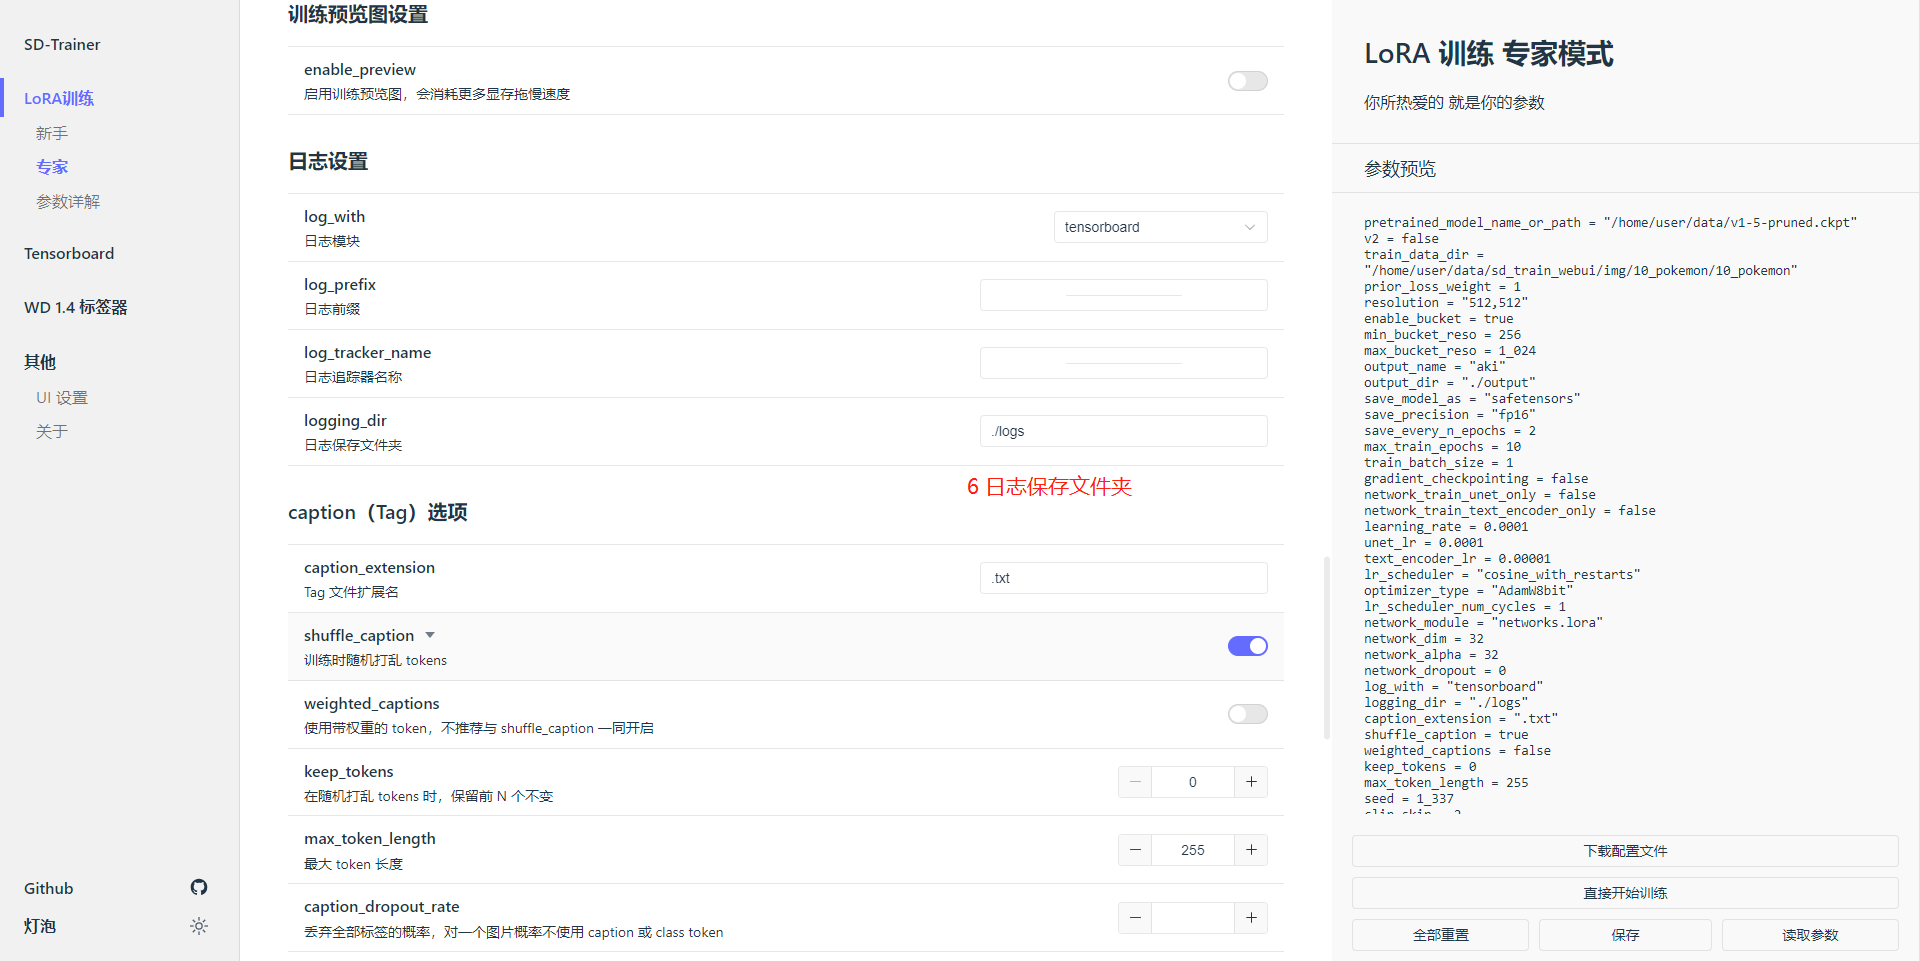 SD-Trainer
LoRA训练
新手
专家
参数详解
Tensorboard
WD 1.4 标签器
其他
UI 设置
关于
Github
灯泡
训练预览图设置
enable_preview
启用训练预览图，会消耗更多显存拖慢速度
日志设置
log_with
日志模块
tensorboard
log_prefix
日志前缀
log_tracker_name
日志追踪器名称
logging_dir
日志保存文件夹
./logs
6 日志保存文件夹
caption（Tag）选项
caption_extension
Tag 文件扩展名
.txt
shuffle_caption
训练时随机打乱 tokens
weighted_captions
使用带权重的 token，不推荐与 shuffle_caption 一同开启
keep_tokens
在随机打乱 tokens 时，保留前 N 个不变
0
max_token_length
最大 token 长度
255
caption_dropout_rate
丢弃全部标签的概率，对一个图片概率不使用 caption 或 class token
LoRA 训练 专家模式
你所热爱的 就是你的参数
参数预览
pretrained_model_name_or_path = "/home/user/data/v1-5-pruned.ckpt"
v2 = false
train_data_dir =
"/home/user/data/sd_train_webui/img/10_pokemon/10_pokemon"
prior_loss_weight = 1
resolution = "512,512"
enable_bucket = true
min_bucket_reso = 256
max_bucket_reso = 1_024
output_name = "aki"
output_dir = "./output"
save_model_as = "safetensors"
save_precision = "fp16"
save_every_n_epochs = 2
max_train_epochs = 10
train_batch_size = 1
gradient_checkpointing = false
network_train_unet_only = false
network_train_text_encoder_only = false
learning_rate = 0.0001
unet_lr = 0.0001
text_encoder_lr = 0.00001
lr_scheduler = "cosine_with_restarts"
optimizer_type = "AdamW8bit"
lr_scheduler_num_cycles = 1
network_module = "networks.lora"
network_dim = 32
network_alpha = 32
network_dropout = 0
log_with = "tensorboard"
logging_dir = "./logs"
caption_extension = ".txt"
shuffle_caption = true
weighted_captions = false
keep_tokens = 0
max_token_length = 255
seed = 1_337
clip_skip = 2
下载配置文件
直接开始训练
全部重置
保存
读取参数